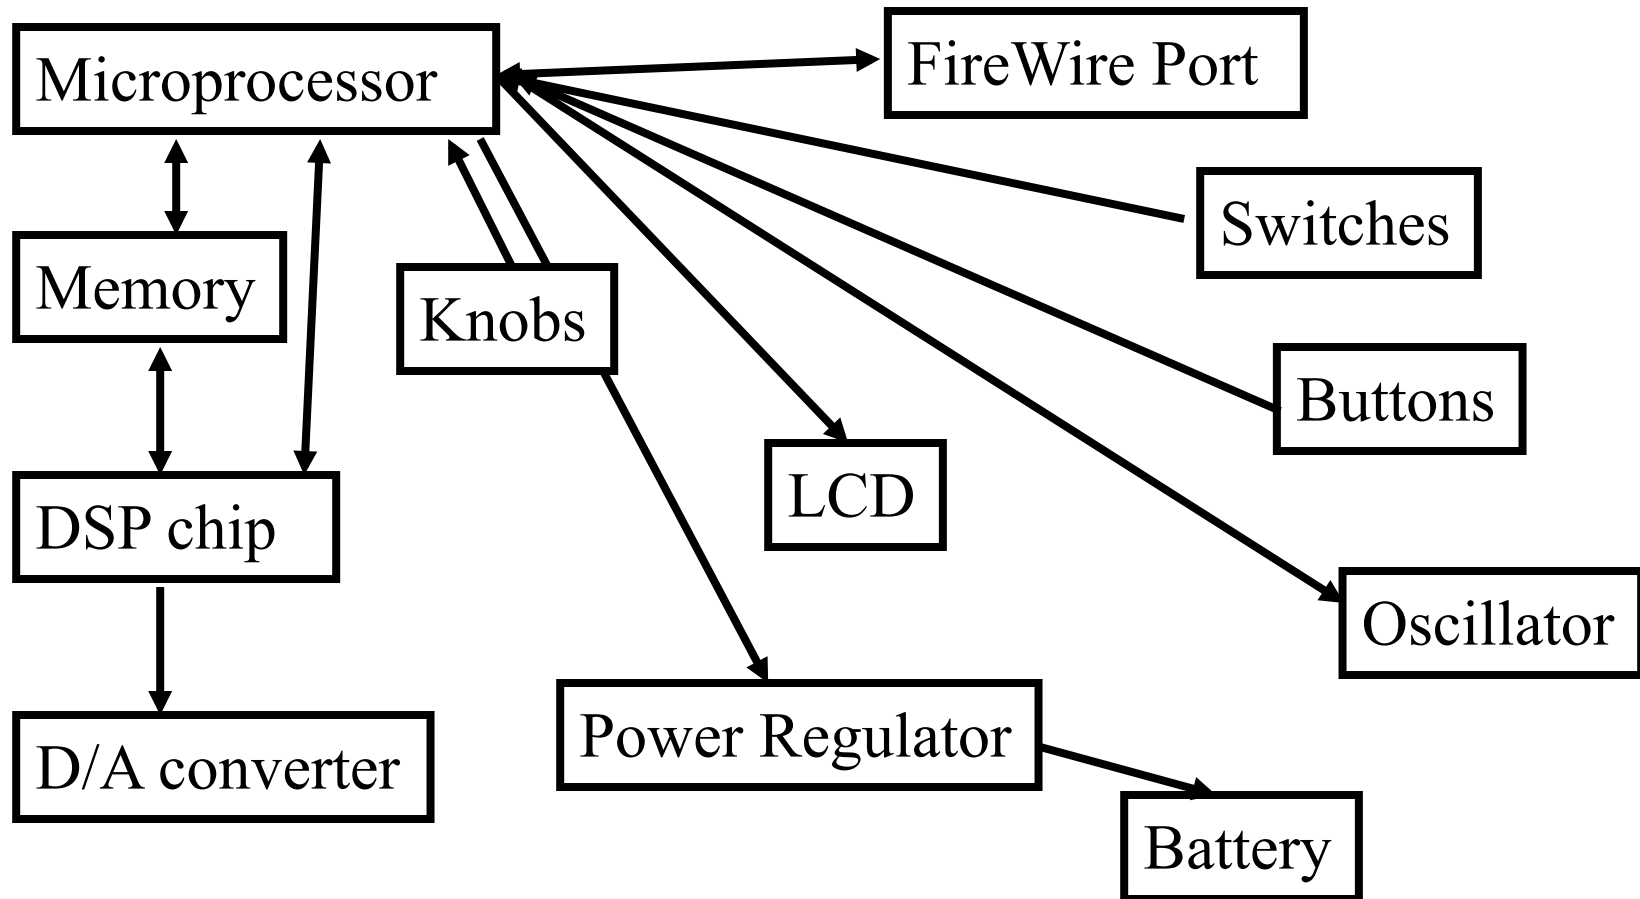 Microprocessor
FireWire Port
Switches
Memory
Knobs
Buttons
LCD
DSP chip
Oscillator
Power Regulator
D/A converter
Battery